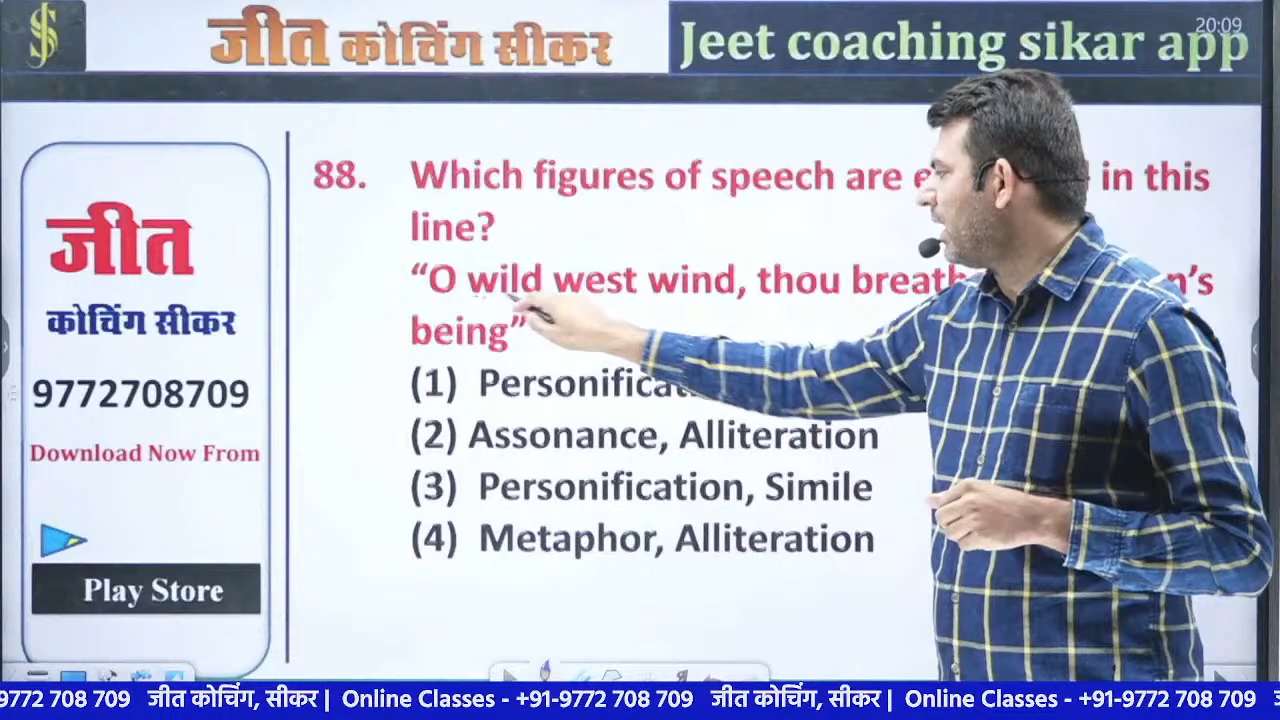 जीत कोचिंग सीकर
Jeet coaching sikar app
20:09
जीत
कोचिंग सीकर
9772708709
Download Now From
Play Store
88. Which figures of speech are in this
line?
“O wild west wind, thou
being”
(1) Personification
(2) Assonance, Alliteration
(3) Personification, Simile
(4) Metaphor, Alliteration
9772 708 709 जीत कोचिंग, सीकर | Online Classes - +91-9772 708 709 जीत कोचिंग, सीकर | Online Classes - +91-9772 708 709